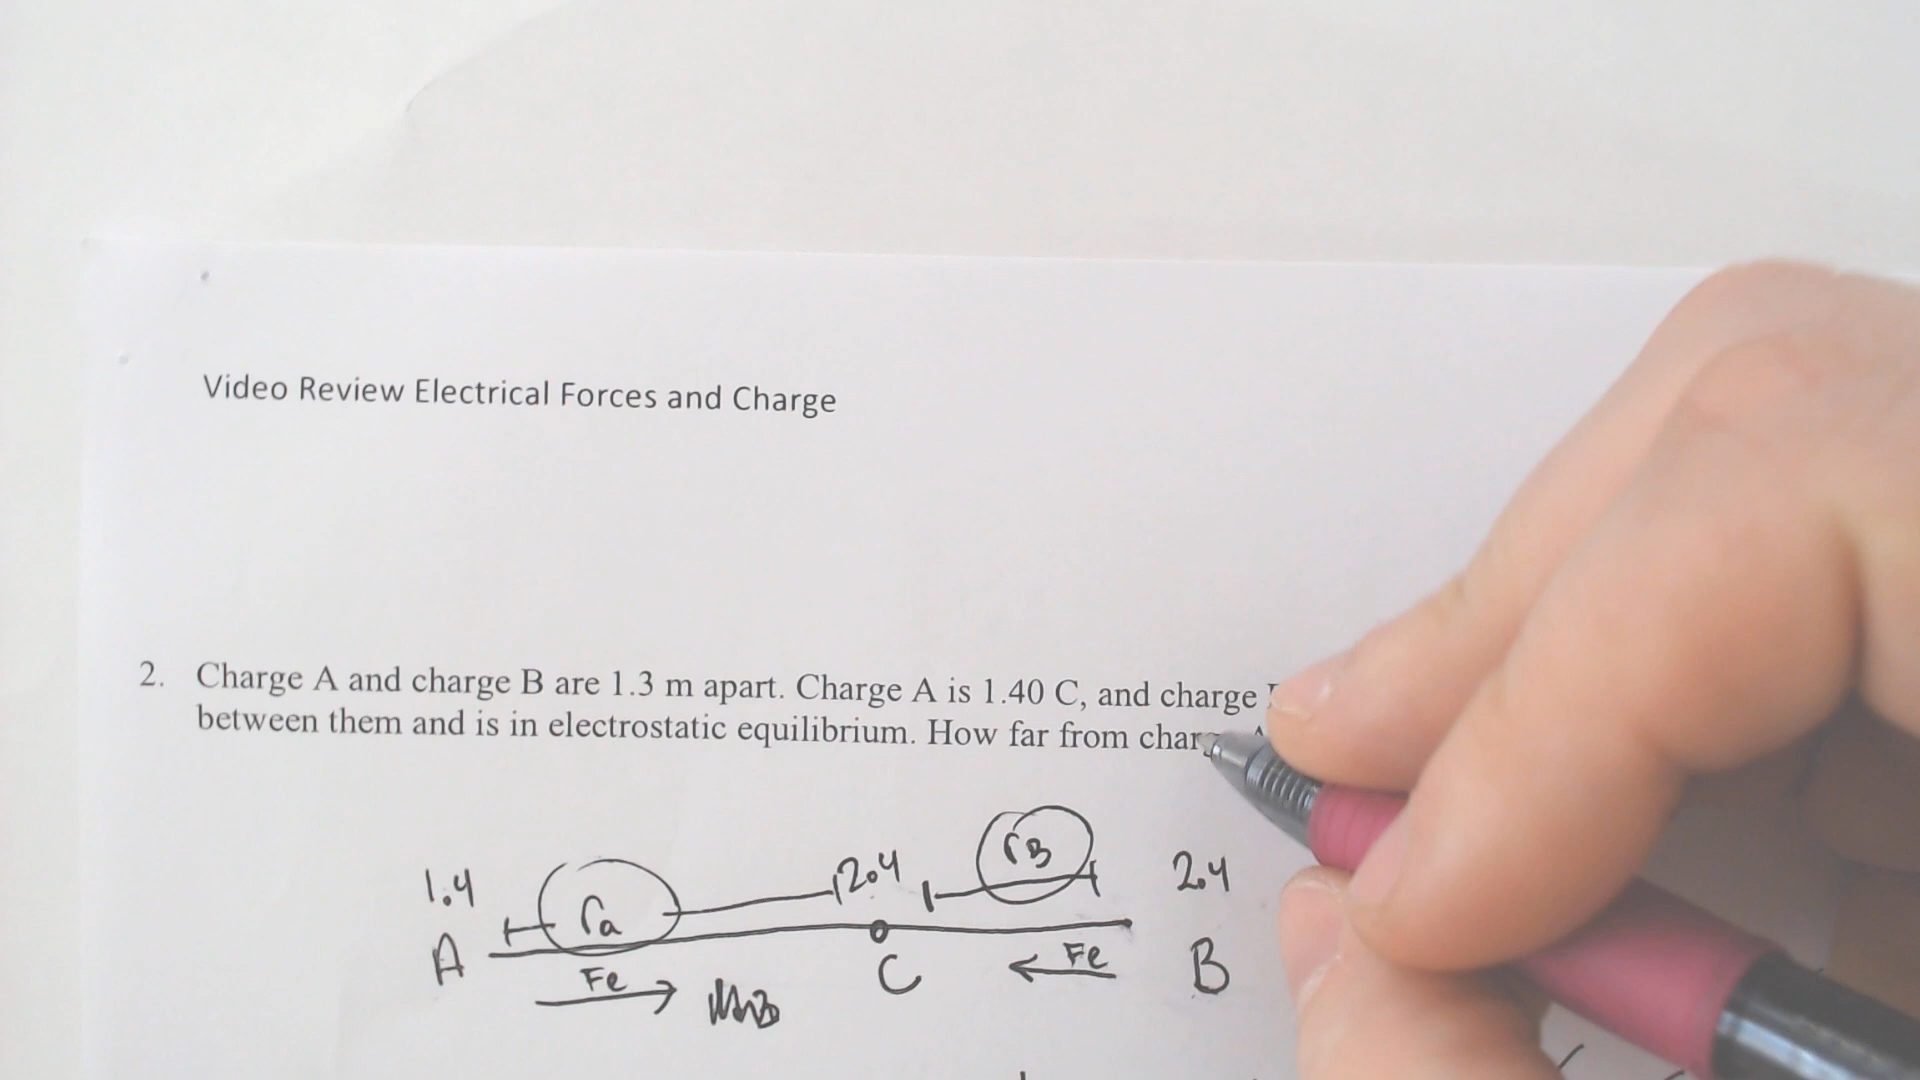 Video Review Electrical Forces and Charge
2. Charge A and charge B are 1.3 m apart. Charge A is 1.40 C, and charge
between them and is in electrostatic equilibrium. How far from
1.4 ra 2.4 rB 2.4
A Fe C Fe B